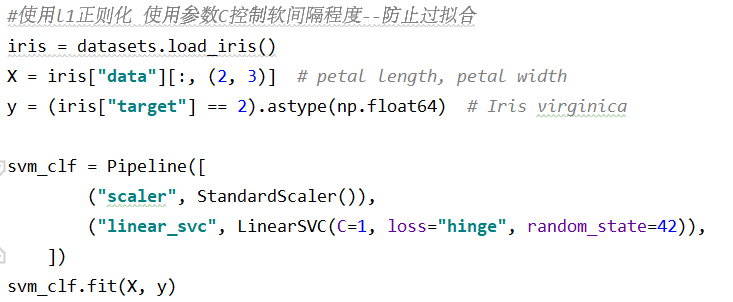 #使用l1正则化 使用参数C控制软间隔程度--防止过拟合
iris = datasets.load_iris()
X = iris["data"][:, (2, 3)]  # petal length, petal width
y = (iris["target"] == 2).astype(np.float64)  # Iris virginica
svm_clf = Pipeline([
        ("scaler", StandardScaler()),
        ("linear_svc", LinearSVC(C=1, loss="hinge", random_state=42)),
    ])
svm_clf.fit(X, y)